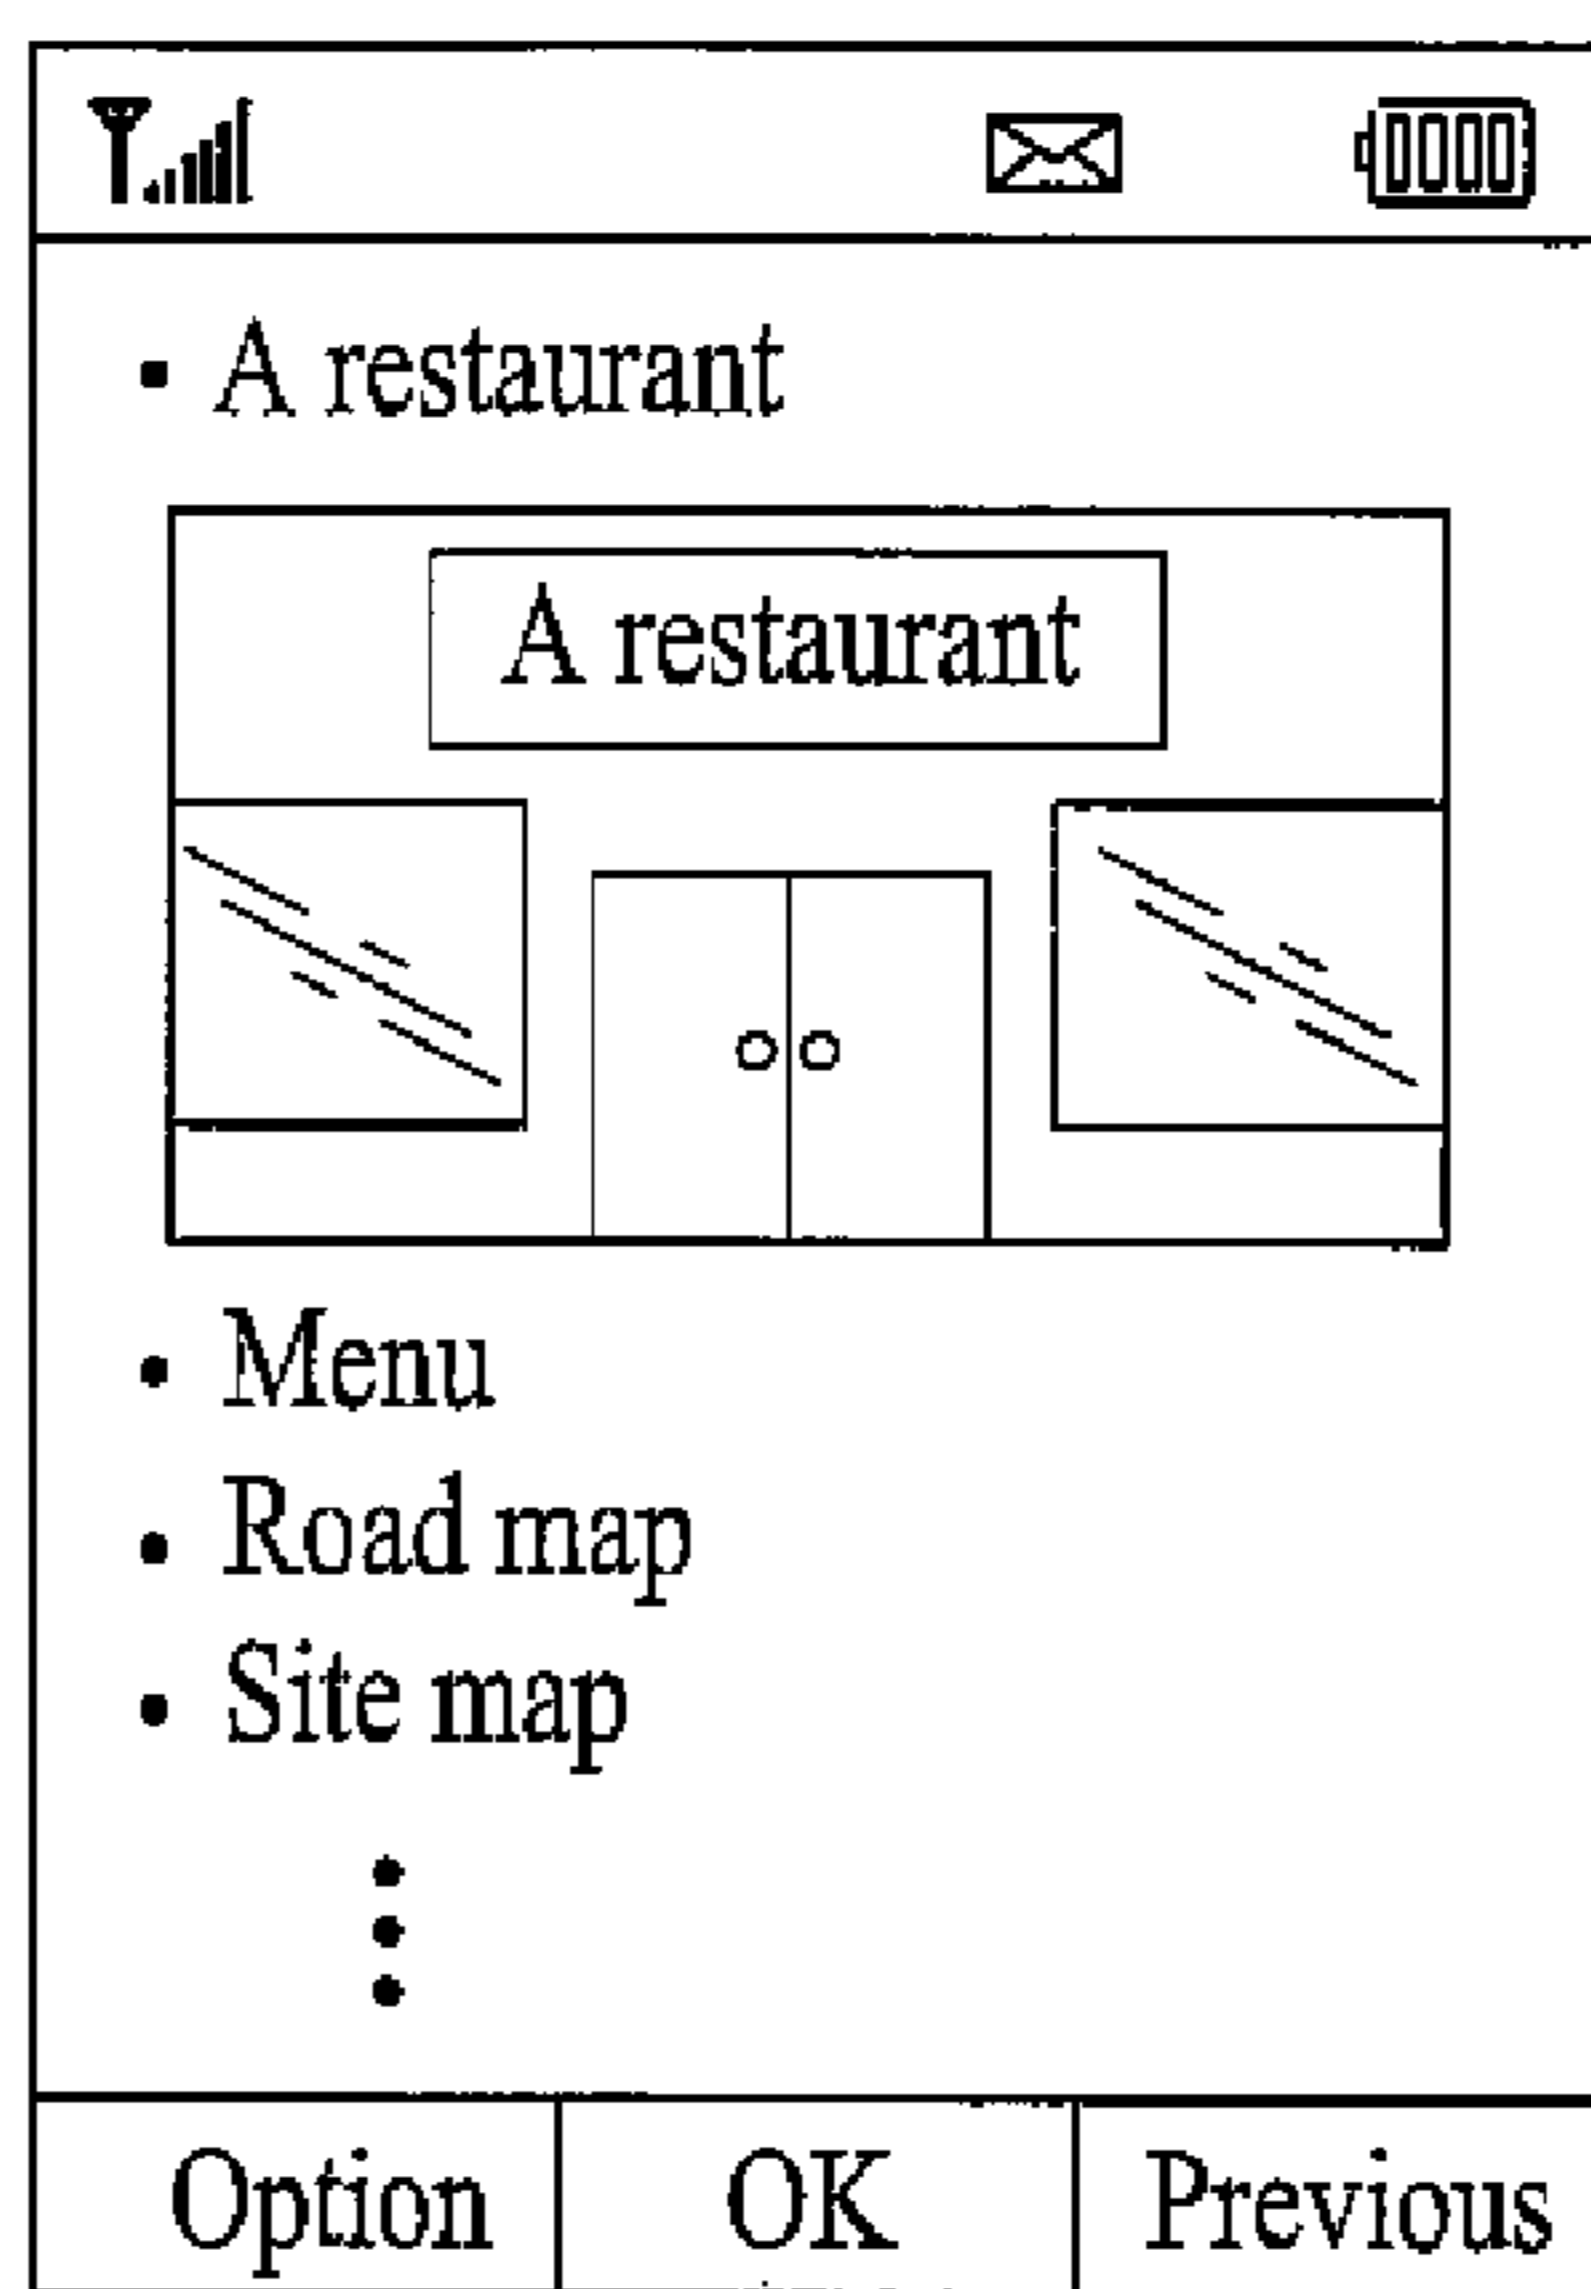 • A restaurant
A restaurant
• Menu
• Road map
• Site map
Option OK Previous